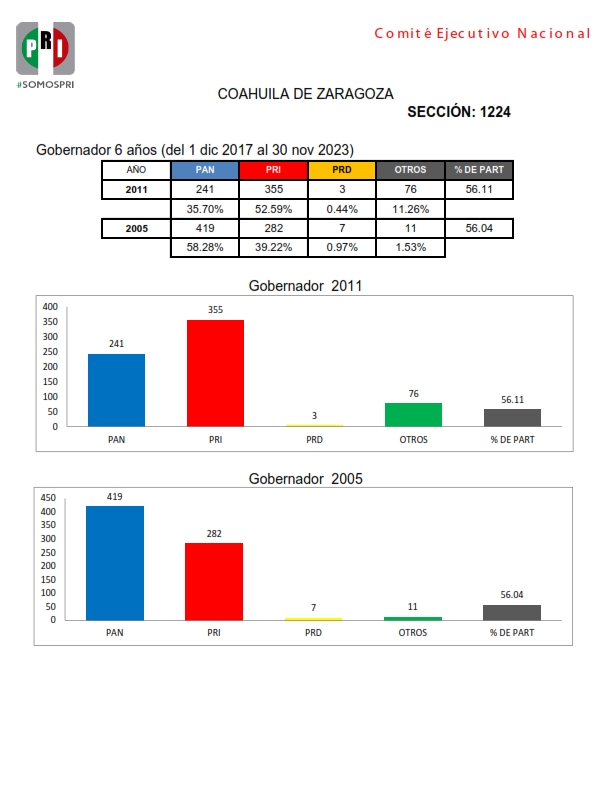 PRI
#SOMOSPRI
Comité Ejecutivo Nacional
COAHUILA DE ZARAGOZA
SECCIÓN: 1224
Gobernador 6 años (del 1 dic 2017 al 30 nov 2023)
AÑO PAN PRI PRD OTROS % DE PART
2011 241 355 3 76 56.11
35.70% 52.59% 0.44% 11.26%
2005 419 282 7 11 56.04
58.28% 39.22% 0.97% 1.53%
Gobernador 2011
400
350
300
250
200
150
100
50
0
241
355
3
76
56.11
PAN PRI PRD OTROS % DE PART
Gobernador 2005
450
400
350
300
250
200
150
100
50
0
419
282
7
11
56.04
PAN PRI PRD OTROS % DE PART